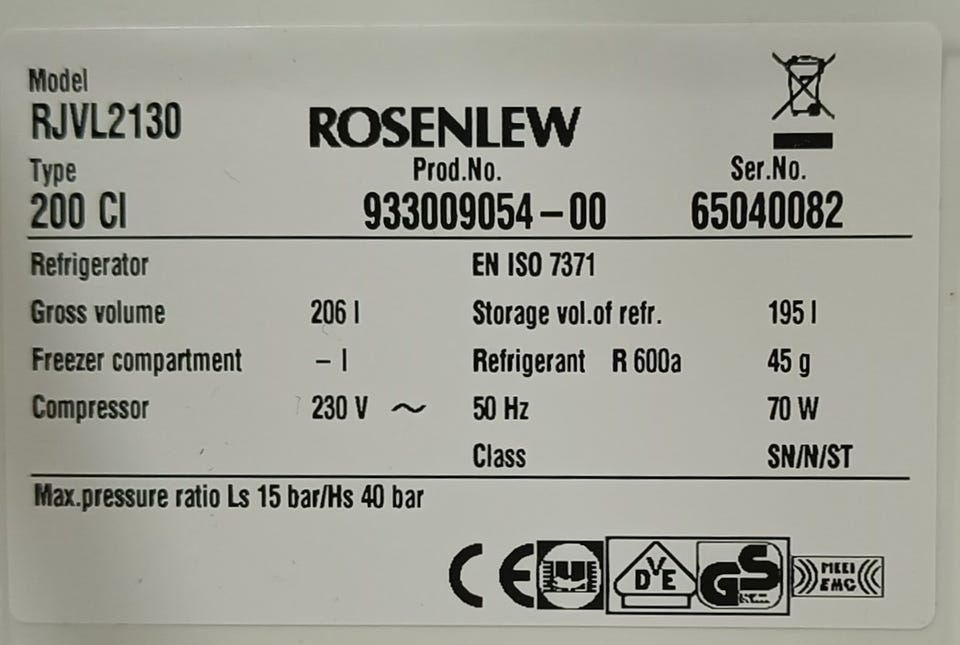 Model
RJVL2130
ROSENLEW
Type
Prod.No.
Ser.No.
200 CI
933009054-00
65040082
Refrigerator EN ISO 7371
Gross volume 206 l Storage vol.of refr. 195 l
Freezer compartment - l Refrigerant R 600a 45 g
Compressor 230 V ~ 50 Hz 70 W
Class SN/N/ST
Max.pressure ratio Ls 15 bar/Hs 40 bar
CE
DVE
GS
MEEI
EMC